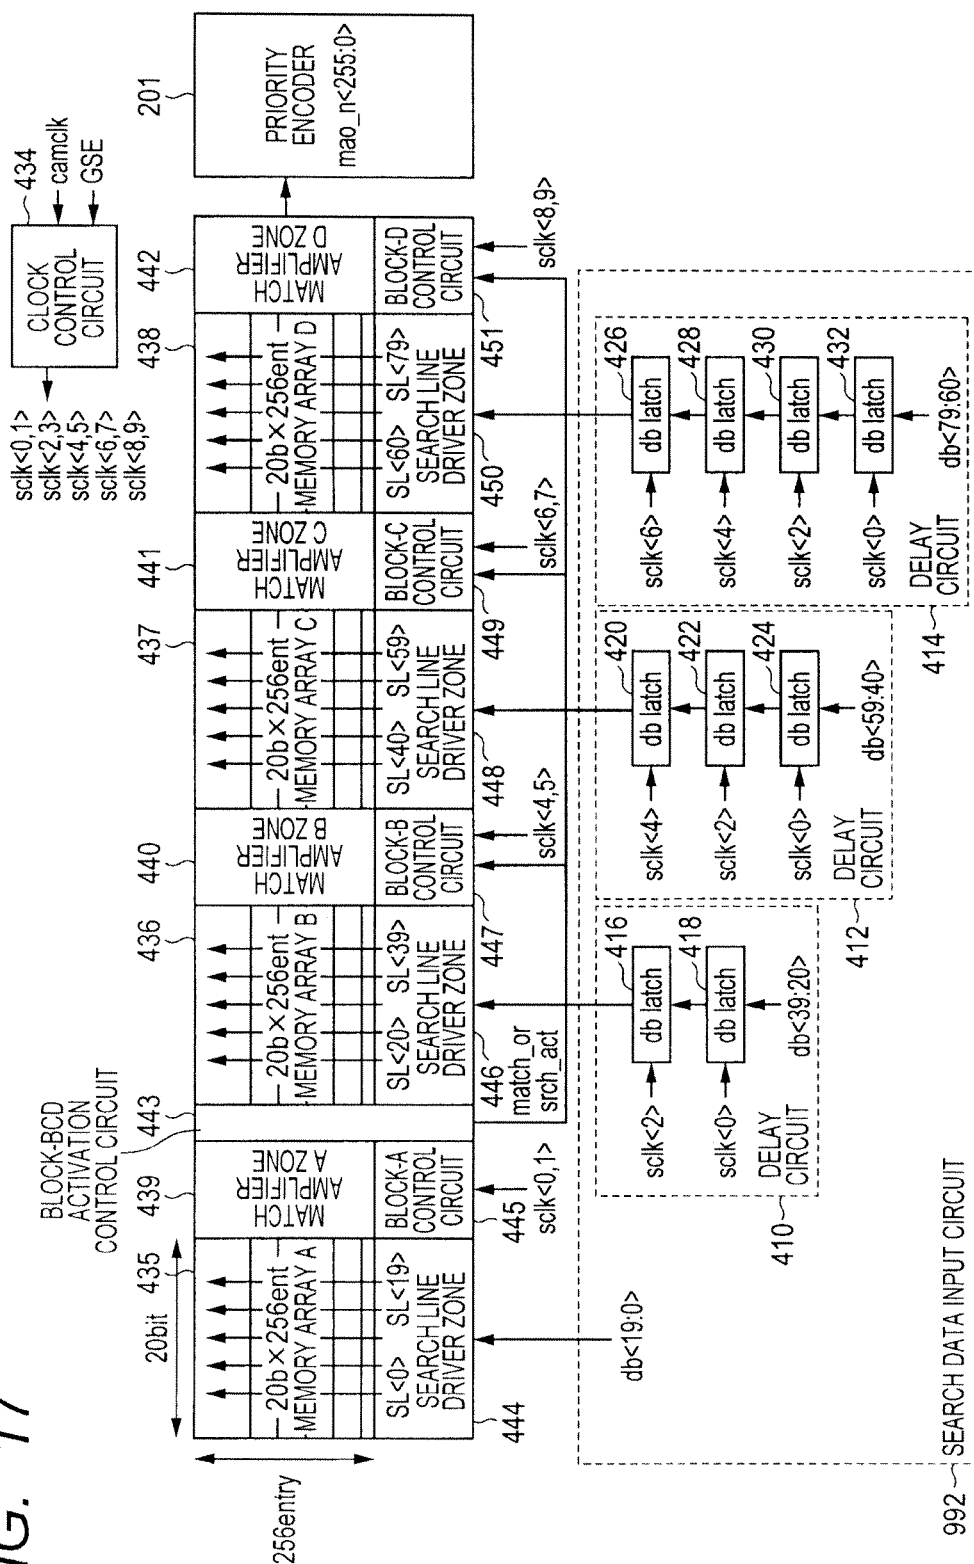 FIG. 17
BLOCK-BCD
ACTIVATION
CONTROL CIRCUIT
sclk<0,1>
sclk<2,3>
sclk<4,5>
sclk<6,7>
sclk<8,9>
CLOCK
CONTROL
CIRCUIT
434
camclk
GSE
20bit
435
439
443
436
440
437
441
438
442
201
256entry
20b×256ent
MEMORY ARRAY A
MATCH
AMPLIFIER
A ZONE
20b×256ent
MEMORY ARRAY B
MATCH
AMPLIFIER
B ZONE
20b×256ent
MEMORY ARRAY C
MATCH
AMPLIFIER
C ZONE
20b×256ent
MEMORY ARRAY D
MATCH
AMPLIFIER
D ZONE
PRIORITY
ENCODER
mao_n<255:0>
SL<0> SL<19>
SEARCH LINE
DRIVER ZONE
BLOCK-A
CONTROL
CIRCUIT
SL<20> SL<39>
SEARCH LINE
DRIVER ZONE
BLOCK-B
CONTROL
CIRCUIT
SL<40> SL<59>
SEARCH LINE
DRIVER ZONE
BLOCK-C
CONTROL
CIRCUIT
SL<60> SL<79>
SEARCH LINE
DRIVER ZONE
BLOCK-D
CONTROL
CIRCUIT
444
445
446
447
448
449
450
451
sclk<0,1>
match_or
srch_act
sclk<4,5>
sclk<6,7>
sclk<8,9>
db<19:0>
sclk<2>
db latch
416
sclk<0>
db latch
418
db<39:20>
DELAY
CIRCUIT
410
sclk<4>
db latch
420
sclk<2>
db latch
422
sclk<0>
db latch
424
db<59:40>
DELAY
CIRCUIT
412
sclk<6>
db latch
426
sclk<4>
db latch
428
sclk<2>
db latch
430
sclk<0>
db latch
432
db<79:60>
DELAY
CIRCUIT
414
992 SEARCH DATA INPUT CIRCUIT